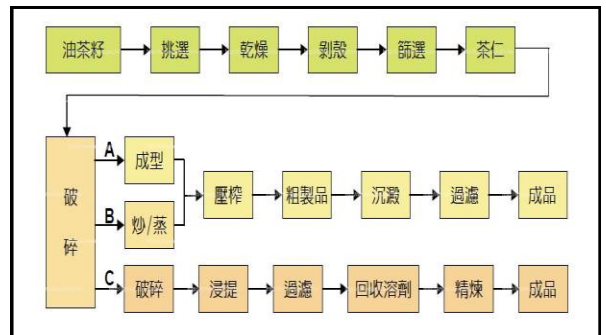 油茶籽 挑選 乾燥 剝殼 篩選 茶仁
A 成型
破碎 B 炒/蒸 壓榨 粗製品 沉澱 過濾 成品
C 破碎 浸提 過濾 回收溶劑 精煉 成品